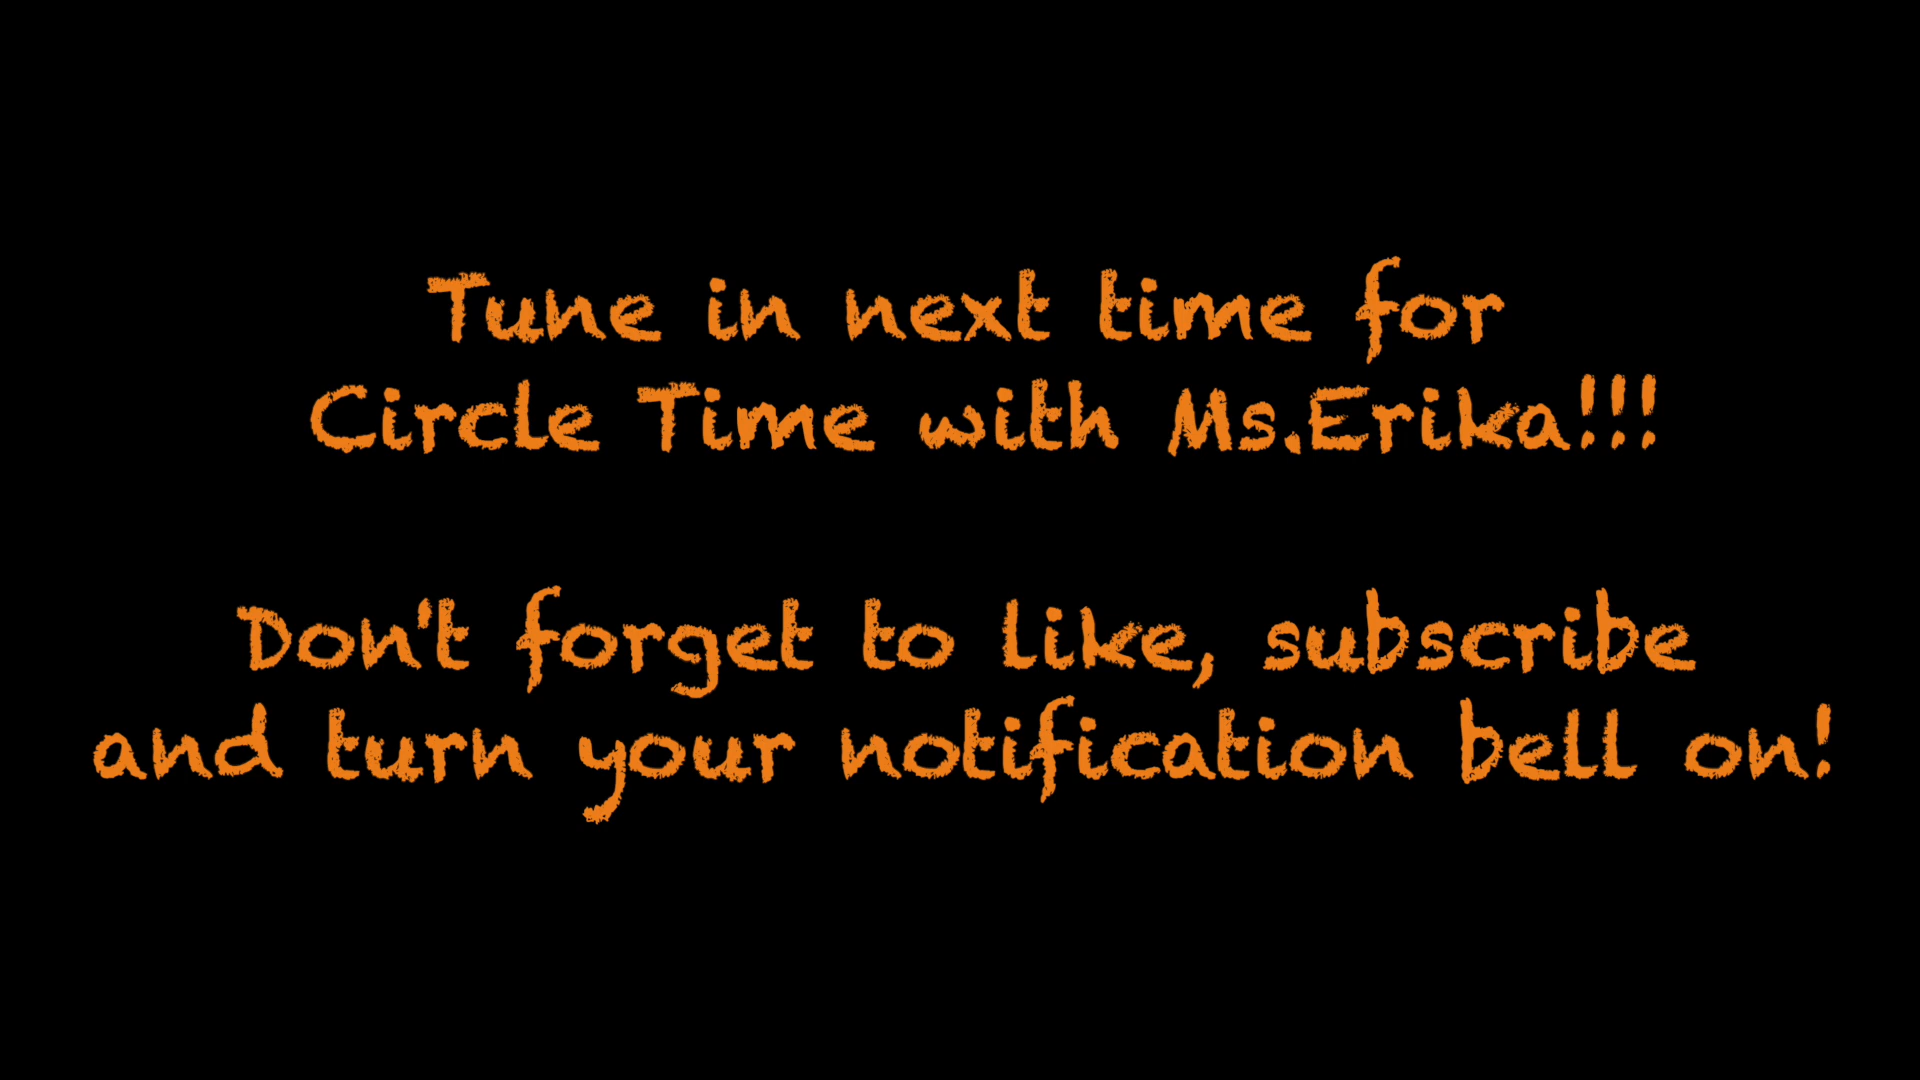 Tune in next time for
Circle Time with Ms.Erika!!!
Don't forget to like, subscribe
and turn your notification bell on!